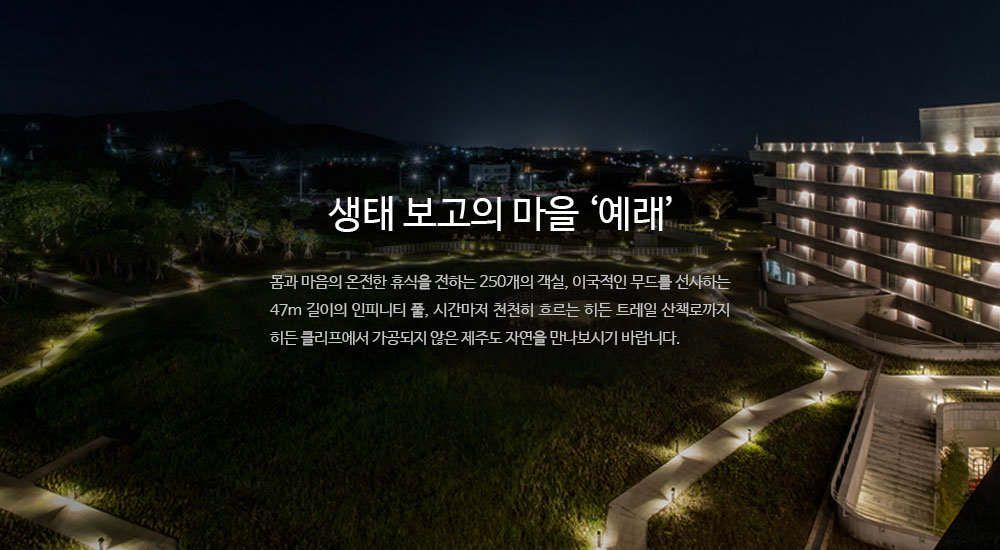 생태 보고의 마을 ‘예래’
몸과 마음의 온전한 휴식을 전하는 250개의 객실, 이국적인 무드를 선사하는
47m 길이의 인피니티 풀, 시간마저 천천히 흐르는 히든 트레일 산책로까지
히든 클리프에서 가공되지 않은 제주도 자연을 만나보시기 바랍니다.